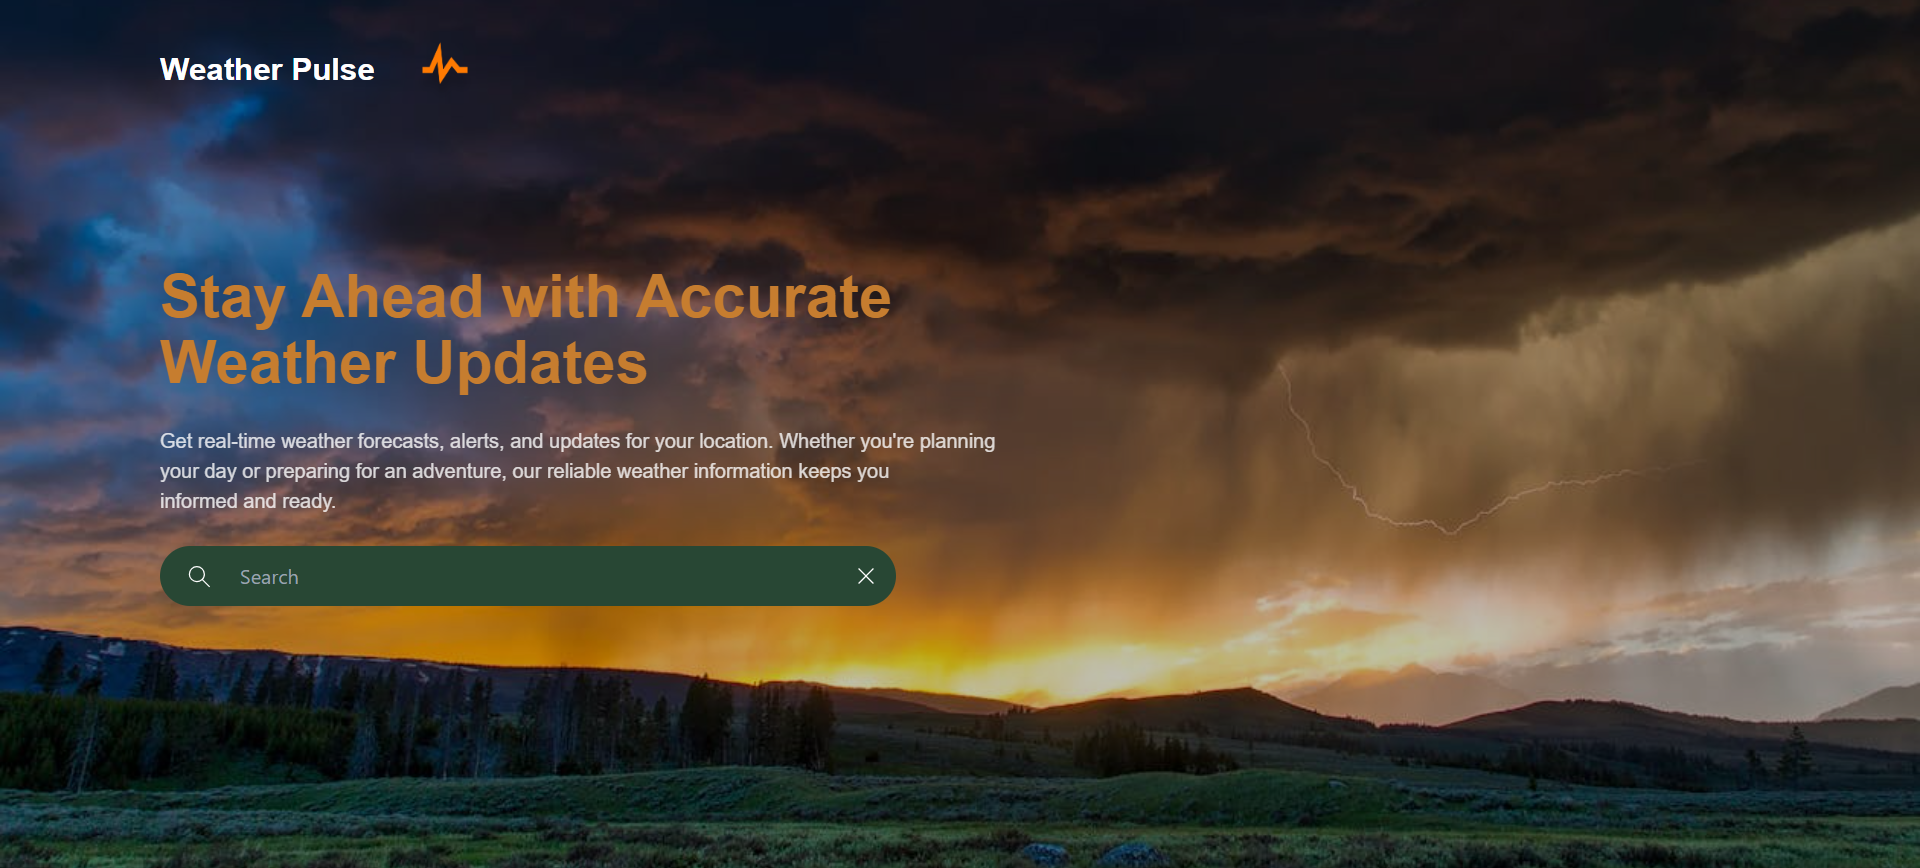 Weather Pulse
Stay Ahead with Accurate
Weather Updates
Get real-time weather forecasts, alerts, and updates for your location. Whether you're planning
your day or preparing for an adventure, our reliable weather information keeps you
informed and ready.
Search